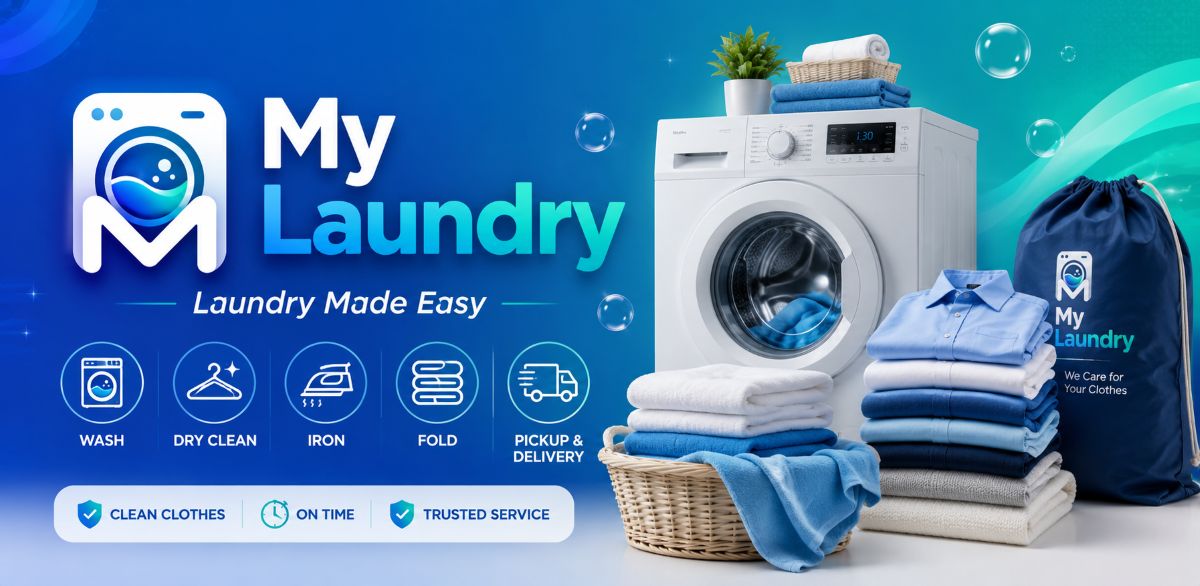 My
Laundry
Laundry Made Easy
WASH
DRY CLEAN
IRON
FOLD
PICKUP &
DELIVERY
CLEAN CLOTHES
ON TIME
TRUSTED SERVICE
1:30
My
Laundry
We Care for
Your Clothes